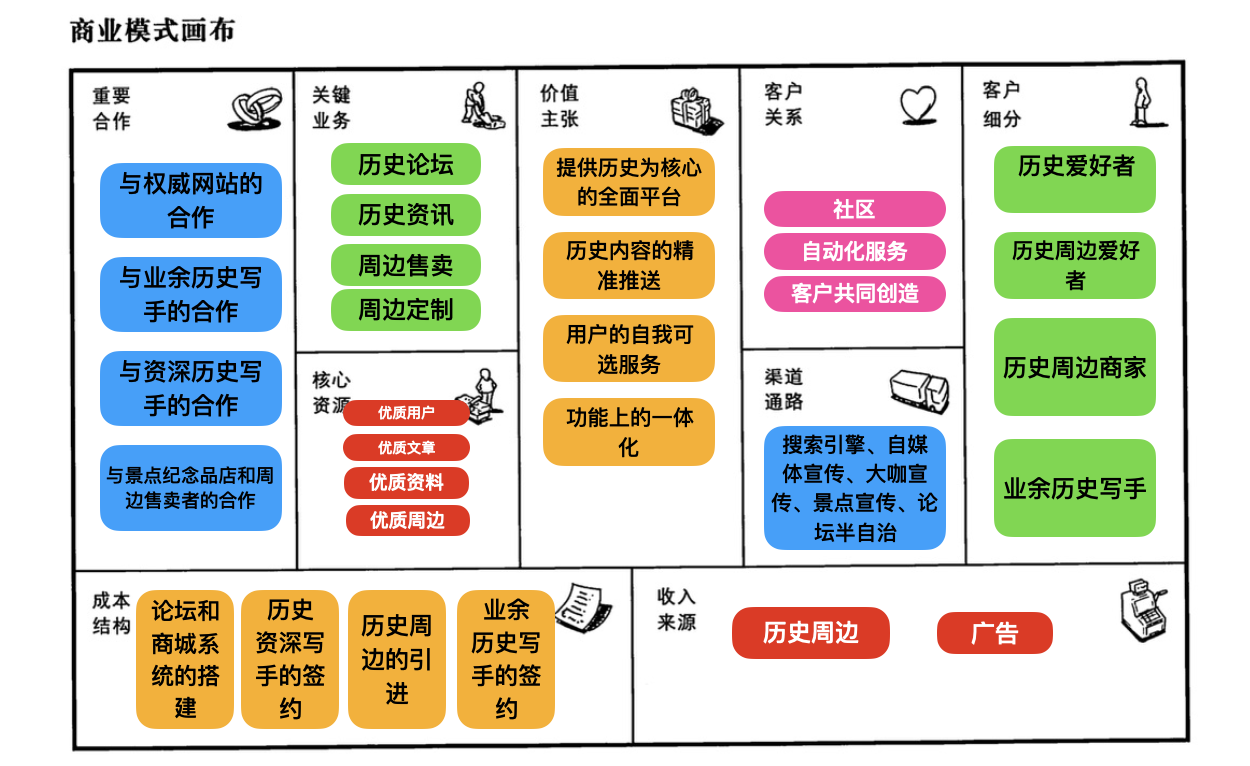 商业模式画布
重要
合作
与权威网站的
合作
与业余历史写
手的合作
与资深历史写
手的合作
与景点纪念品店和周
边售卖者的合作
关键
业务
历史论坛
历史资讯
周边售卖
周边定制
核心
资源
优质用户
优质文章
优质资料
优质周边
价值
主张
提供历史为核心
的全面平台
历史内容的精
准推送
用户的自我可
选服务
功能上的一体
化
客户
关系
社区
自动化服务
客户共同创造
渠道
通路
搜索引擎、自媒
体宣传、大咖宣
传、景点宣传、论
坛半自治
客户
细分
历史爱好者
历史周边爱好
者
历史周边商家
业余历史写手
成本
结构
论坛和
商城系
统的搭
建
历史
资深写
手的签
约
历史周
边的引
进
业余
历史写
手的签
约
收入
来源
历史周边
广告